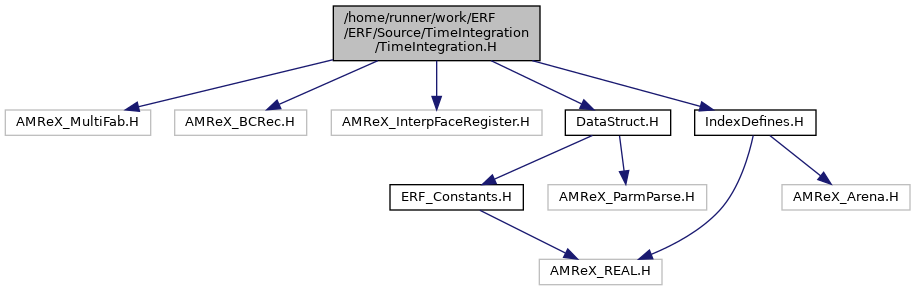 /home/runner/work/ERF
/ERF/Source/TimeIntegration
/TimeIntegration.H
AMReX_MultiFab.H
AMReX_BCRec.H
AMReX_InterpFaceRegister.H
DataStruct.H
IndexDefines.H
ERF_Constants.H
AMReX_ParmParse.H
AMReX_Arena.H
AMReX_REAL.H